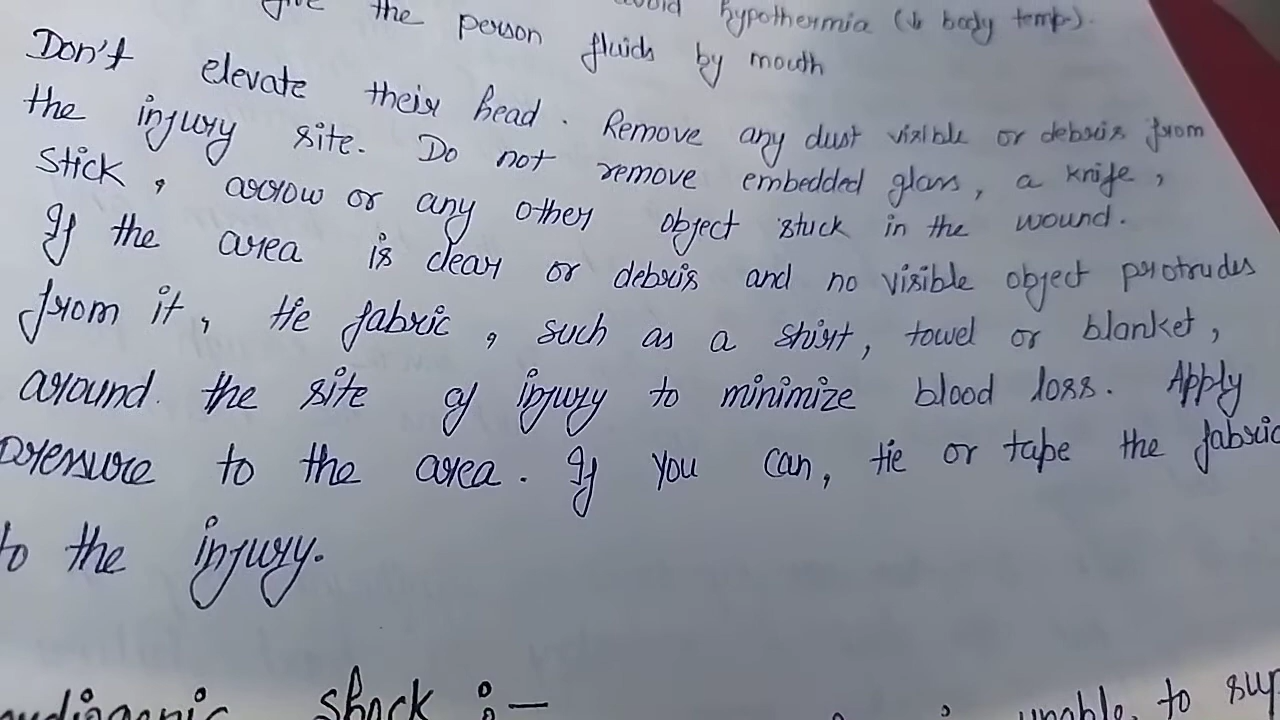 the person fluids by mouth
avoid hypothermia (↓ body temp).
Don't elevate their head. Remove any dust visible or debris from
the injury site. Do not remove embedded glass, a knife,
stick, arrow or any other object stuck in the wound.
If the area is clear or debris and no visible object protrudes
from it, tie fabric, such as a shirt, towel or blanket,
around the site of injury to minimize blood loss. Apply
pressure to the area. If you can, tie or tape the fabric
to the injury.
shock :-
unable to